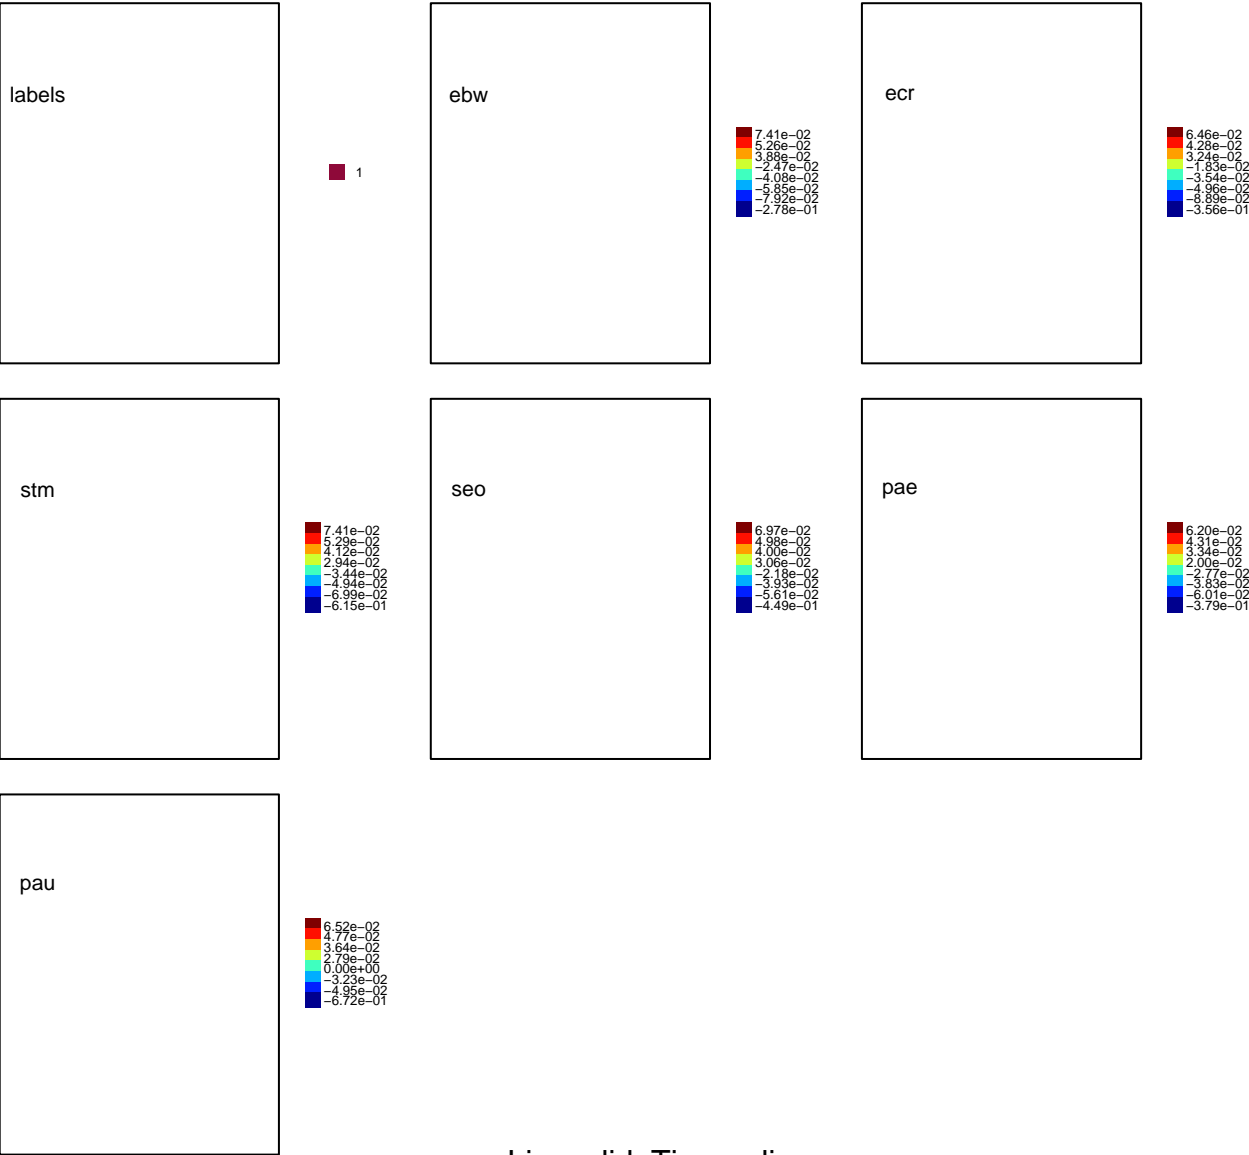 labels
1
ebw
7.41e−02
5.26e−02
3.88e−02
−2.47e−02
−4.08e−02
−5.85e−02
−7.92e−02
−2.78e−01
ecr
6.46e−02
4.28e−02
3.24e−02
−1.83e−02
−3.54e−02
−4.96e−02
−8.89e−02
−3.56e−01
stm
7.41e−02
5.29e−02
4.12e−02
2.94e−02
−3.44e−02
−4.94e−02
−6.99e−02
−6.15e−01
seo
6.97e−02
4.98e−02
4.00e−02
3.06e−02
−2.18e−02
−3.93e−02
−5.61e−02
−4.49e−01
pae
6.20e−02
4.31e−02
3.34e−02
2.00e−02
−2.77e−02
−3.83e−02
−6.01e−02
−3.79e−01
pau
6.52e−02
4.77e−02
3.64e−02
2.79e−02
0.00e+00
−3.23e−02
−4.95e−02
−6.72e−01